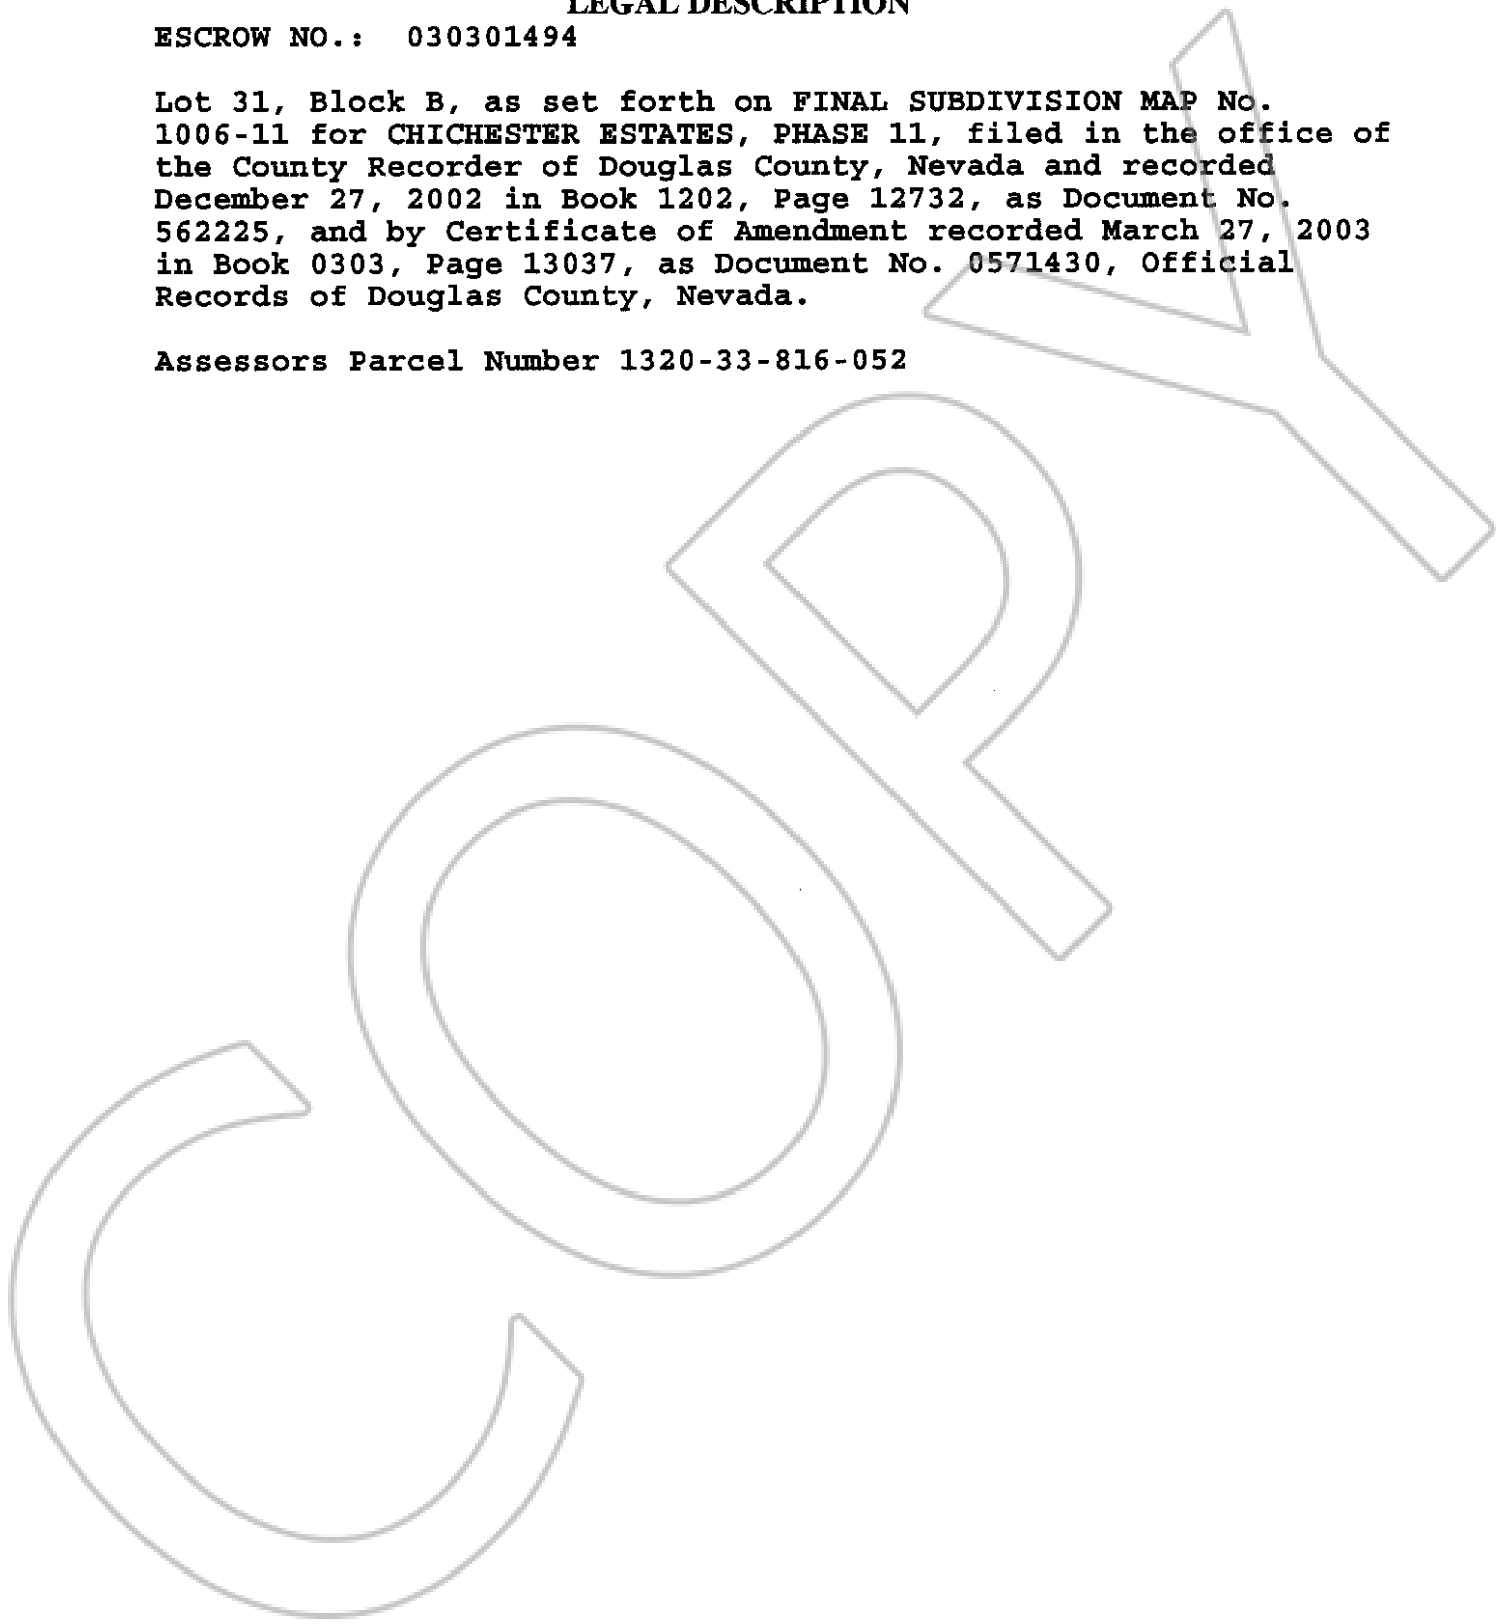 LEGAL DESCRIPTION
ESCROW NO.: 030301494
Lot 31, Block B, as set forth on FINAL SUBDIVISION MAP No.
1006-11 for CHICHESTER ESTATES, PHASE 11, filed in the office of
the County Recorder of Douglas County, Nevada and recorded
December 27, 2002 in Book 1202, Page 12732, as Document No.
562225, and by Certificate of Amendment recorded March 27, 2003
in Book 0303, Page 13037, as Document No. 0571430, Official
Records of Douglas County, Nevada.
Assessors Parcel Number 1320-33-816-052
COPY